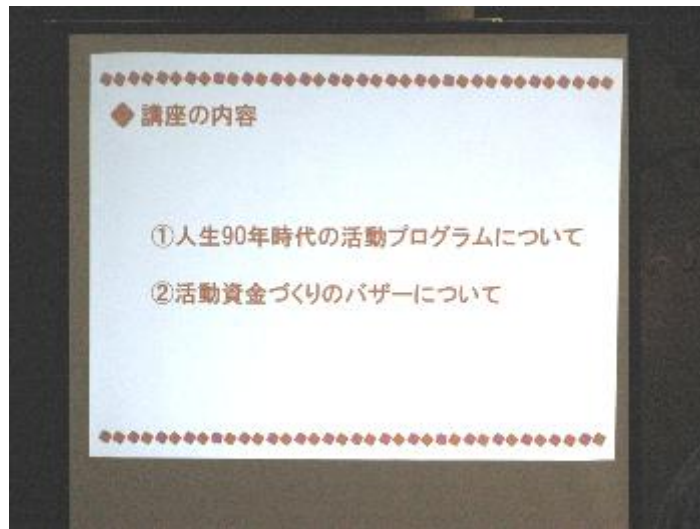 ◆ 講座の内容
①人生90年時代の活動プログラムについて
②活動資金づくりのバザーについて